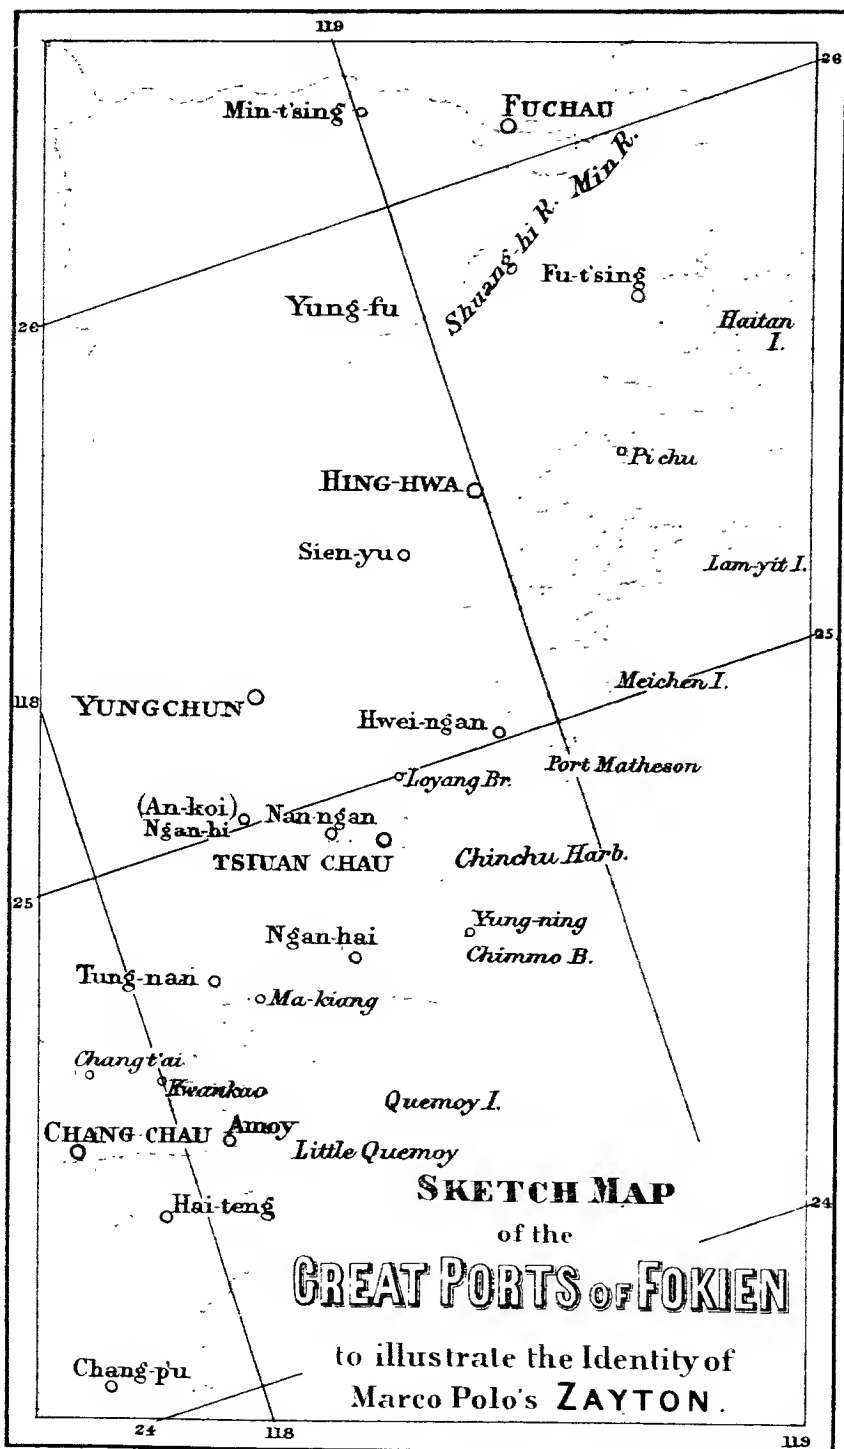 119
26
Min-t'sing
FUCHAU
Min R.
Shuang-hi R.
Fu-t'sing
Yung-fu
26
Haitan
I.
Pi chu
HING-HWA
Sien-yu
Lam-yit I.
25
Meichen I.
118
YUNGCHUN
Hwei-ngan
Port Matheson
Loyang Br.
(An-koi)
Ngan-hi
Nan-ngan
TSIUAN CHAU
Chinchu Harb.
25
Yung-ning
Ngan-hai
Chimmo B.
Tung-nan
Ma-kiang
Changt'ai
Kwankao
Quemoy I.
CHANG CHAU
Amoy
Little Quemoy
Hai-teng
24
SKETCH MAP
of the
GREAT PORTS OF FOKIEN
to illustrate the Identity of
Marco Polo's ZAYTON.
Chang-p'u
24
118
119